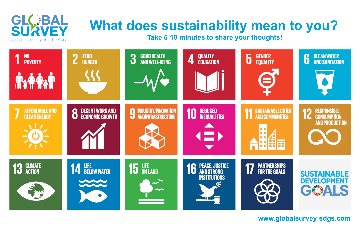 GLOBAL
SURVEY
What does sustainability mean to you?
Take 5-10 minutes to share your thoughts!
1 NO
POVERTY
2 ZERO
HUNGER
3 GOOD HEALTH
AND WELL-BEING
4 QUALITY
EDUCATION
5 GENDER
EQUALITY
6 CLEAN WATER
AND SANITATION
7 AFFORDABLE AND
CLEAN ENERGY
8 DECENT WORK AND
ECONOMIC GROWTH
9 INDUSTRY, INNOVATION
AND INFRASTRUCTURE
10 REDUCED
INEQUALITIES
11 SUSTAINABLE CITIES
AND COMMUNITIES
12 RESPONSIBLE
CONSUMPTION
AND PRODUCTION
13 CLIMATE
ACTION
14 LIFE
BELOW WATER
15 LIFE
ON LAND
16 PEACE, JUSTICE
AND STRONG
INSTITUTIONS
17 PARTNERSHIPS
FOR THE GOALS
SUSTAINABLE
DEVELOPMENT
GOALS
www.globalsurvey-sdgs.com